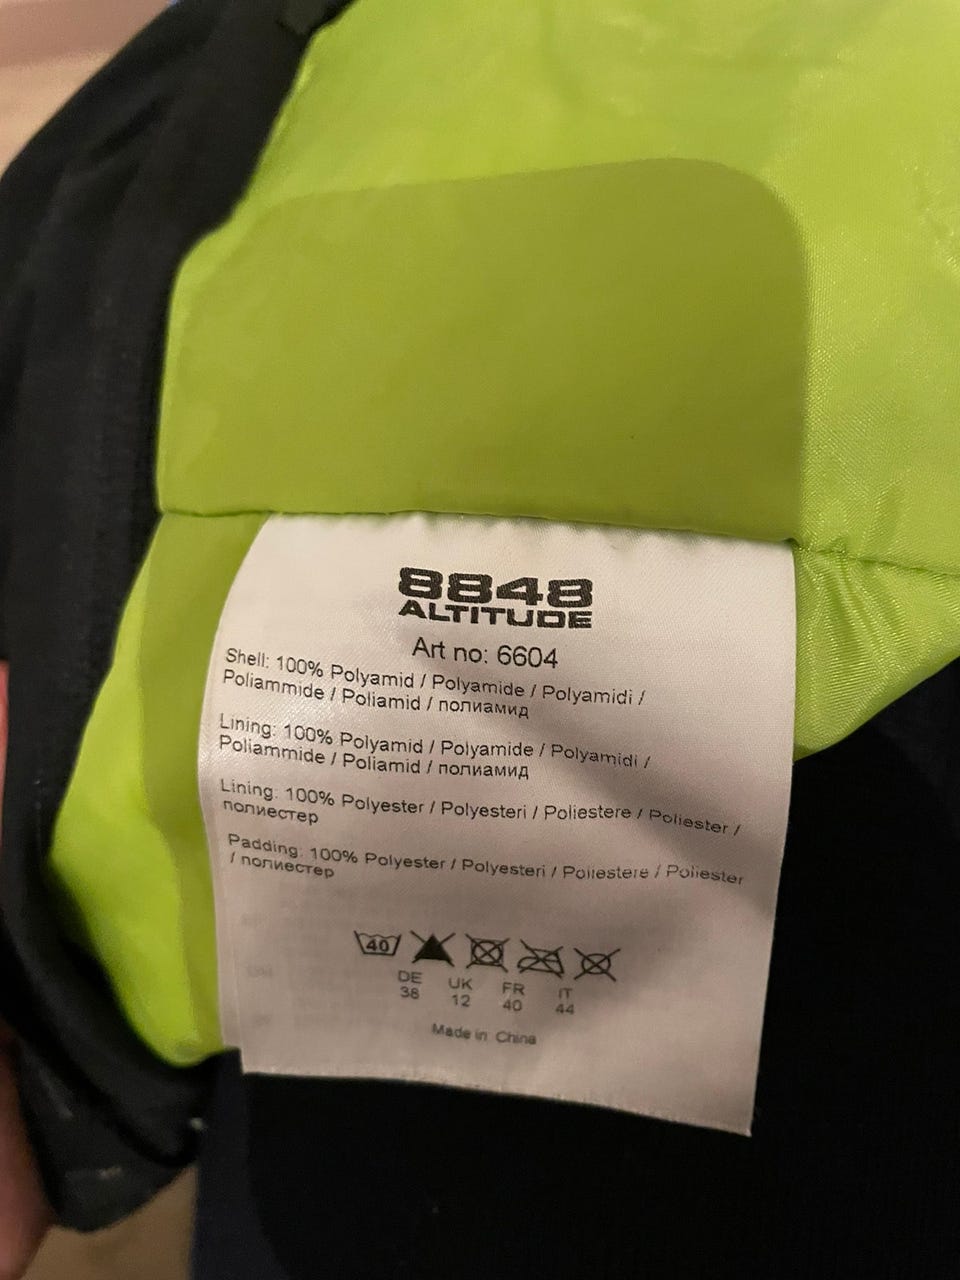 8848
ALTITUDE
Art no: 6604
Shell: 100% Polyamid / Polyamide / Polyamidi /
Poliammide / Poliamid / полиамид
Lining: 100% Polyamid / Polyamide / Polyamidi /
Poliammide / Poliamid / полиамид
Lining: 100% Polyester / Polyesteri / Poliestere / Poliester /
полиестер
Padding: 100% Polyester / Polyesteri / Poliestere / Poliester
/ полиестер
40
DE UK FR IT
38 12 40 44
Made in China